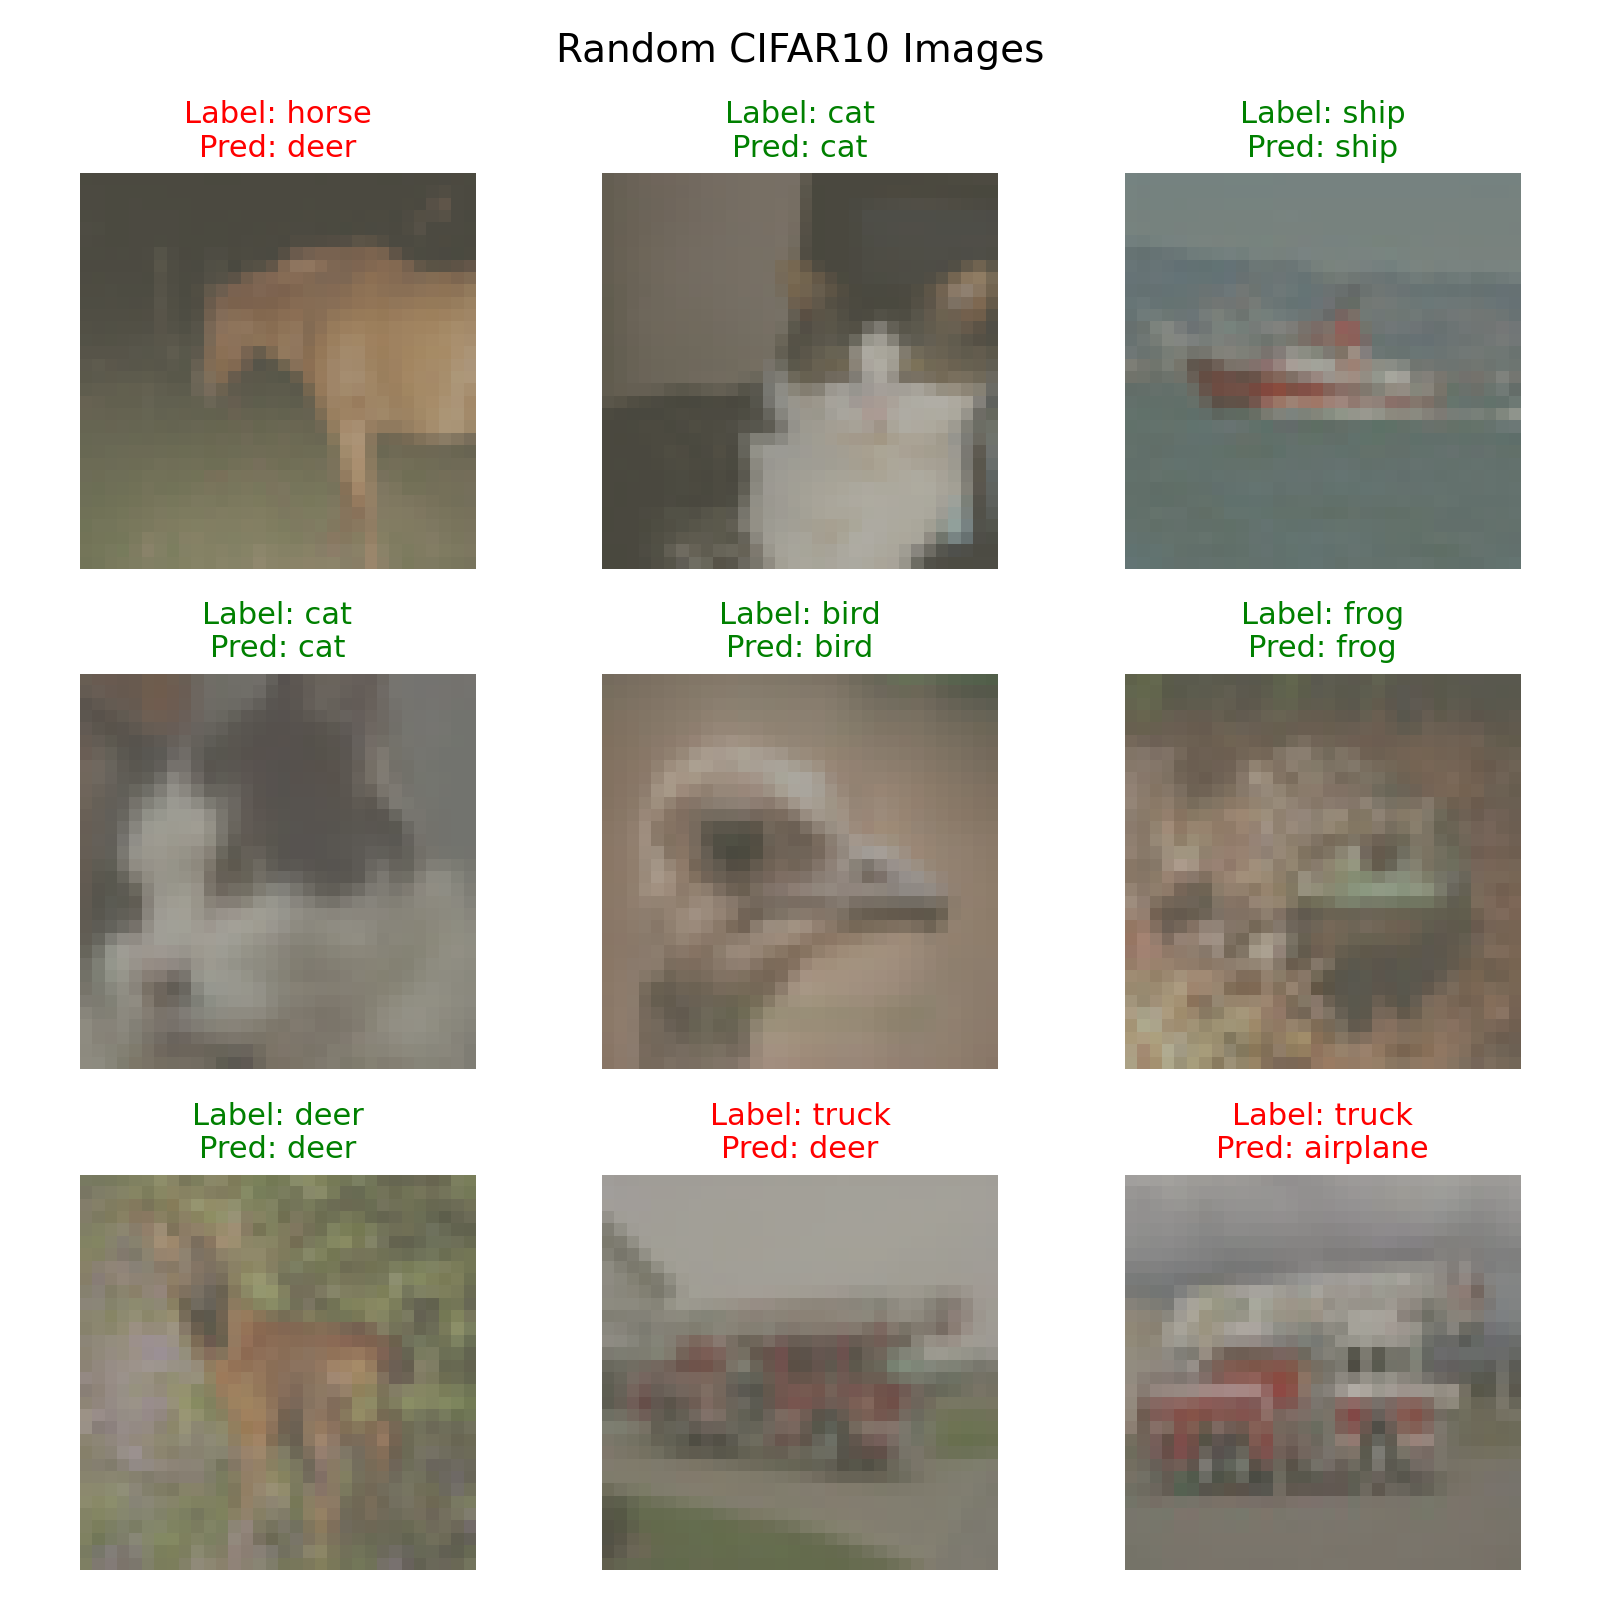 Random CIFAR10 Images
Label: horse
Pred: deer
Label: cat
Pred: cat
Label: ship
Pred: ship
Label: cat
Pred: cat
Label: bird
Pred: bird
Label: frog
Pred: frog
Label: deer
Pred: deer
Label: truck
Pred: deer
Label: truck
Pred: airplane